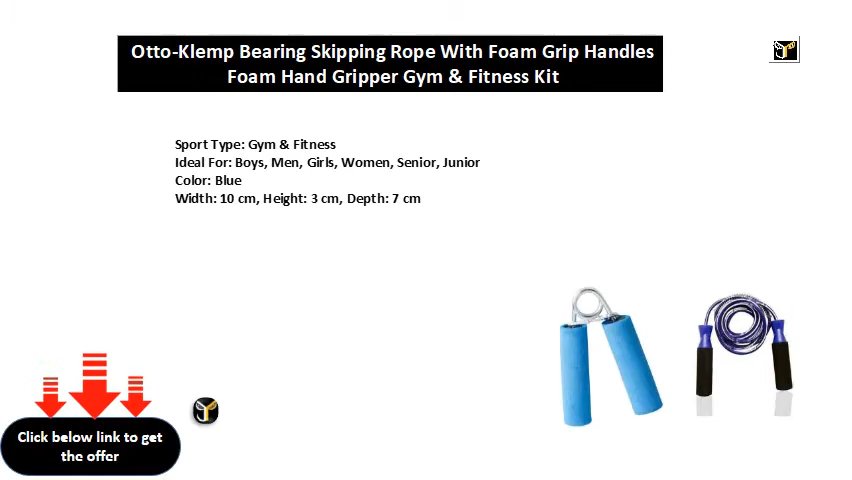 Otto-Klemp Bearing Skipping Rope With Foam Grip Handles
Foam Hand Gripper Gym & Fitness Kit
Sport Type: Gym & Fitness
Ideal For: Boys, Men, Girls, Women, Senior, Junior
Color: Blue
Width: 10 cm, Height: 3 cm, Depth: 7 cm
Click below link to get
the offer